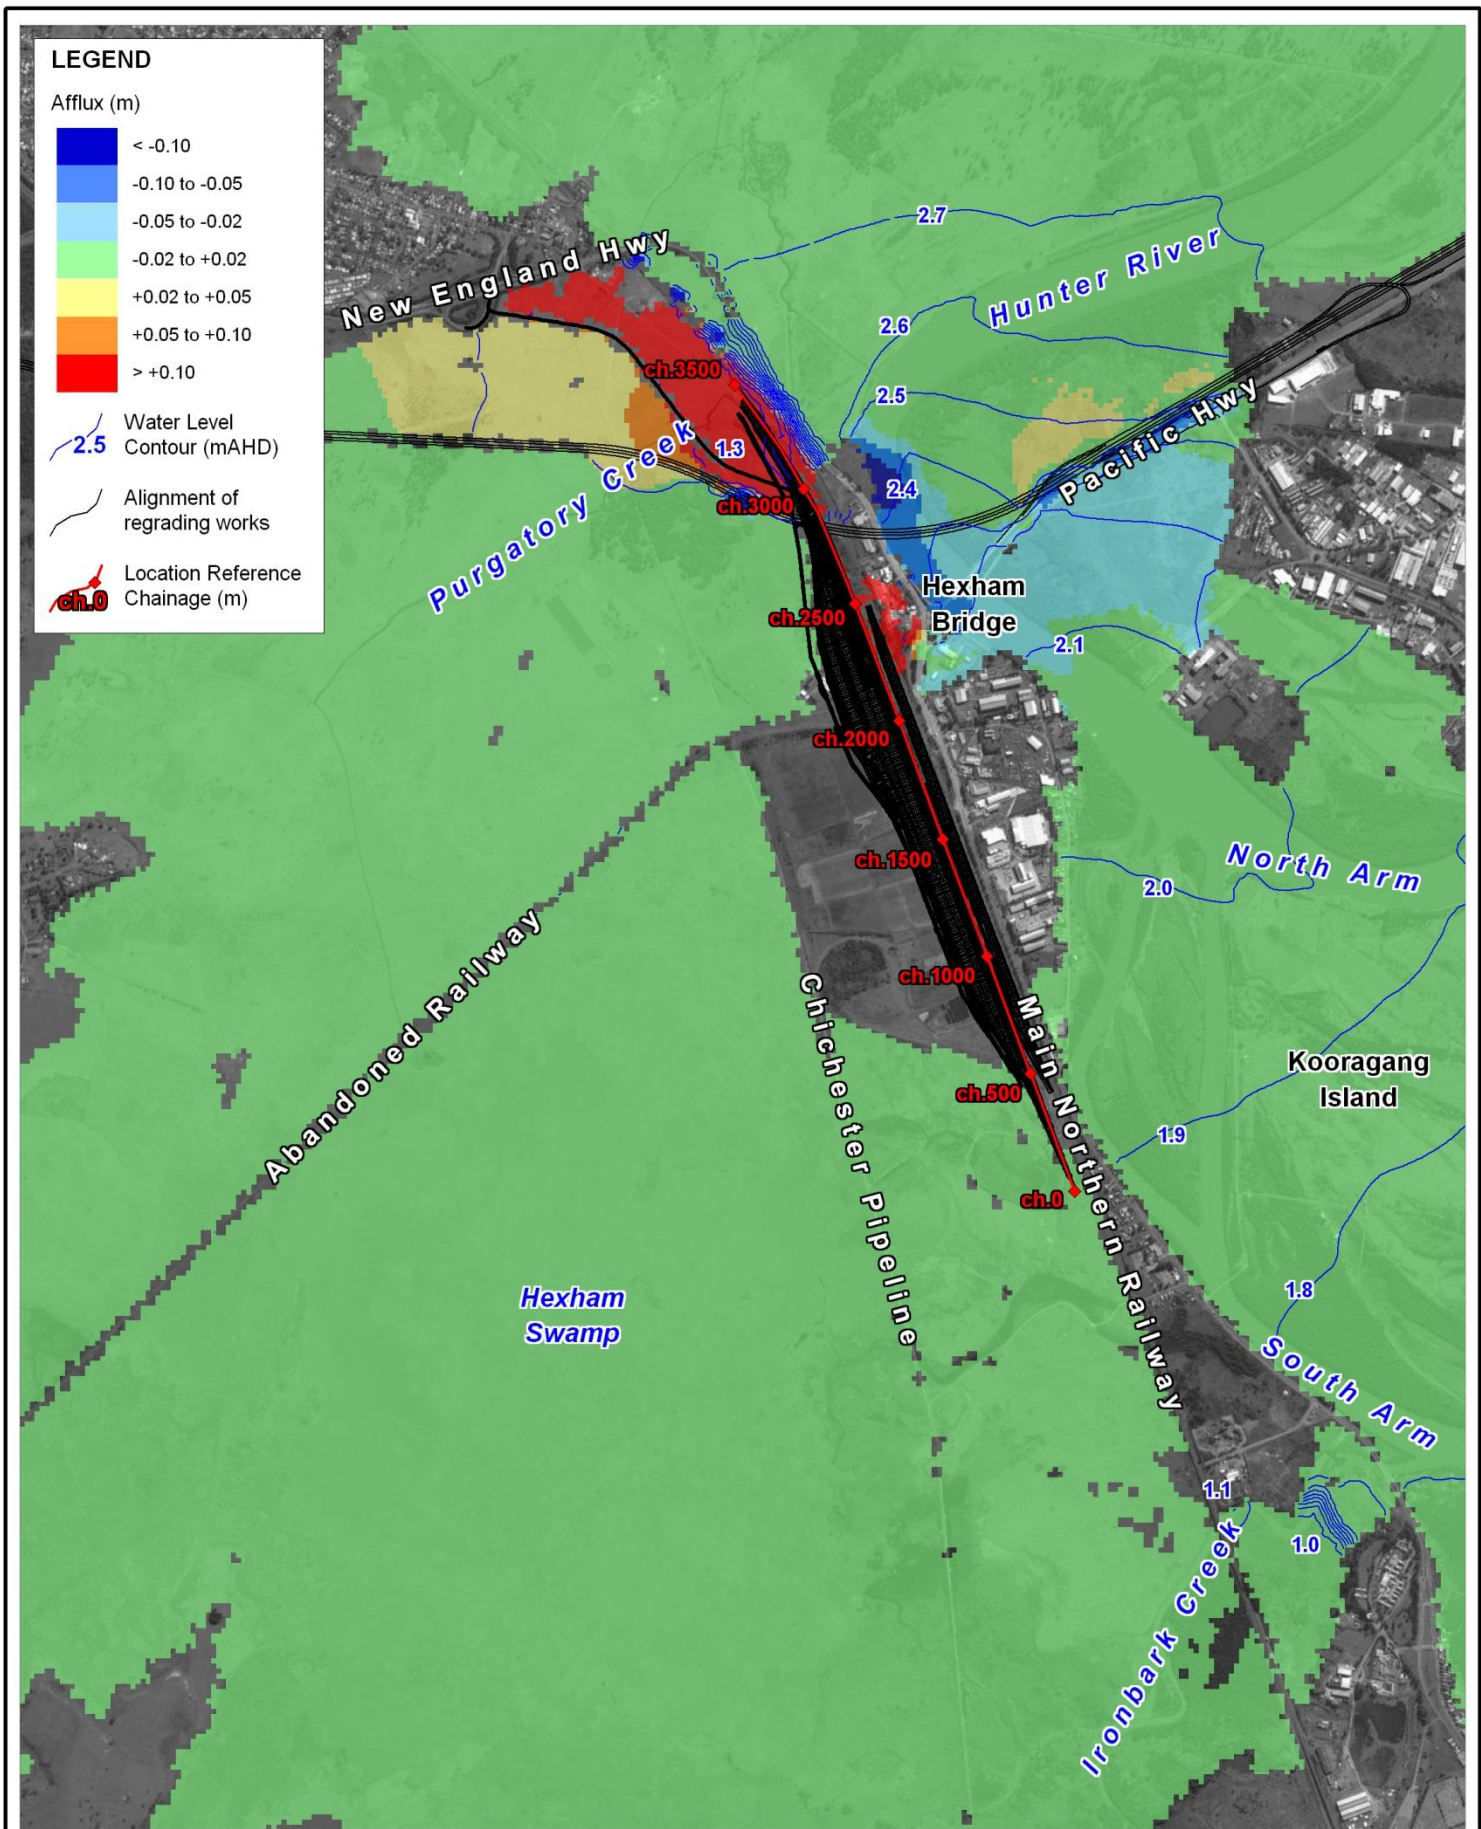 LEGEND
Afflux (m)
< -0.10
-0.10 to -0.05
-0.05 to -0.02
-0.02 to +0.02
+0.02 to +0.05
+0.05 to +0.10
> +0.10
2.5
Water Level
Contour (mAHD)
Alignment of
regrading works
ch.0
Location Reference
Chainage (m)
New England Hwy
2.7
Hunter River
2.6
2.5
Pacific Hwy
ch.3500
1.3
Purgatory Creek
2.4
ch.3000
Hexham
Bridge
ch.2500
2.1
ch.2000
ch.1500
North Arm
2.0
Abandoned Railway
ch.1000
Chichester Pipeline
Main Northern Railway
Kooragang
Island
ch.500
1.9
ch.0
Hexham
Swamp
1.8
South Arm
1.1
1.0
Ironbark Creek